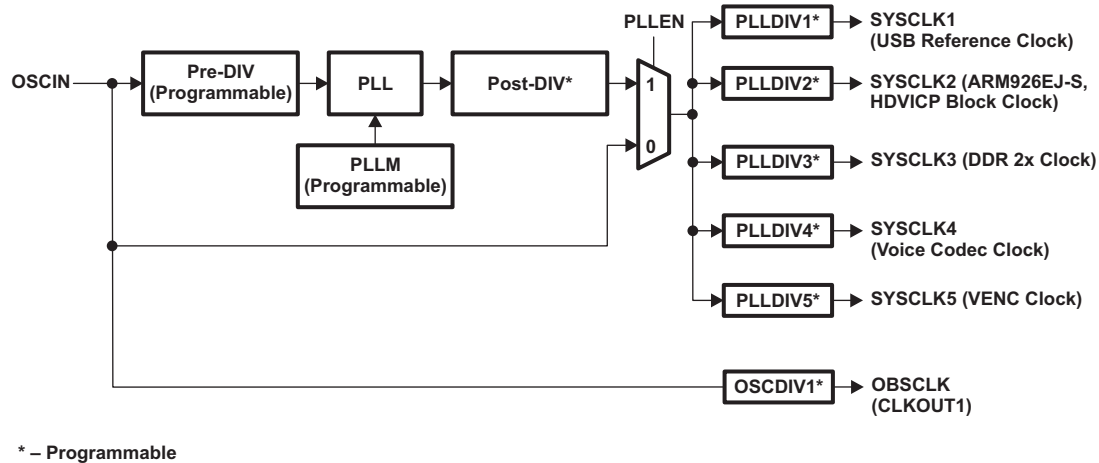 OSCIN
Pre-DIV
(Programmable)
PLL
PLLM
(Programmable)
Post-DIV*
PLLEN
1
0
PLLDIV1*
SYSCLK1
(USB Reference Clock)
PLLDIV2*
SYSCLK2 (ARM926EJ-S,
HDVICP Block Clock)
PLLDIV3*
SYSCLK3 (DDR 2x Clock)
PLLDIV4*
SYSCLK4
(Voice Codec Clock)
PLLDIV5*
SYSCLK5 (VENC Clock)
OSCDIV1*
OBSCLK
(CLKOUT1)
* – Programmable